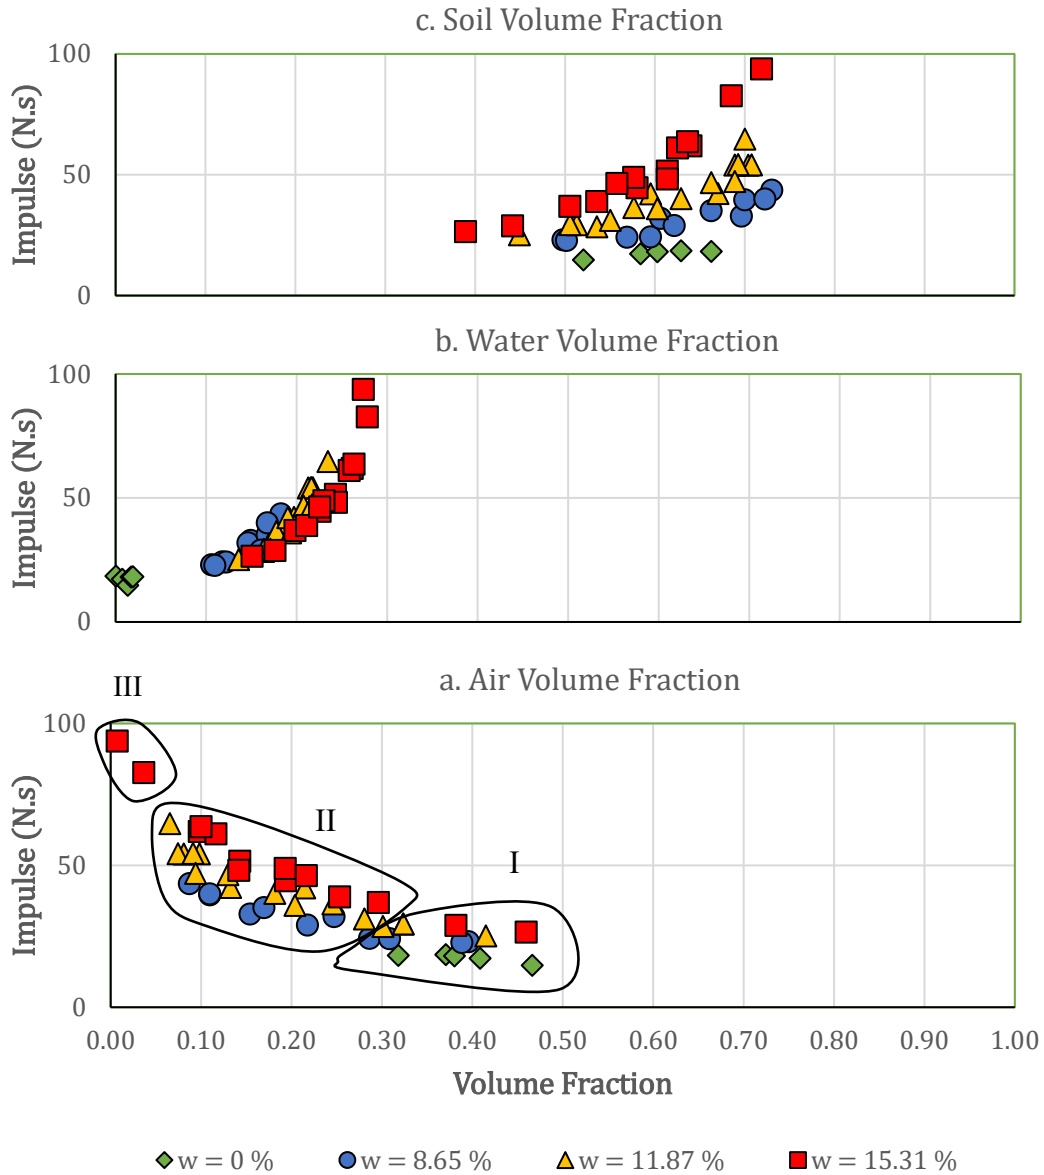 c. Soil Volume Fraction
100
50
0
Impulse (N.s)
b. Water Volume Fraction
100
50
0
Impulse (N.s)
a. Air Volume Fraction
III
II
I
100
50
0
Impulse (N.s)
0.00 0.10 0.20 0.30 0.40 0.50 0.60 0.70 0.80 0.90 1.00
Volume Fraction
w = 0 % w = 8.65 % w = 11.87 % w = 15.31 %